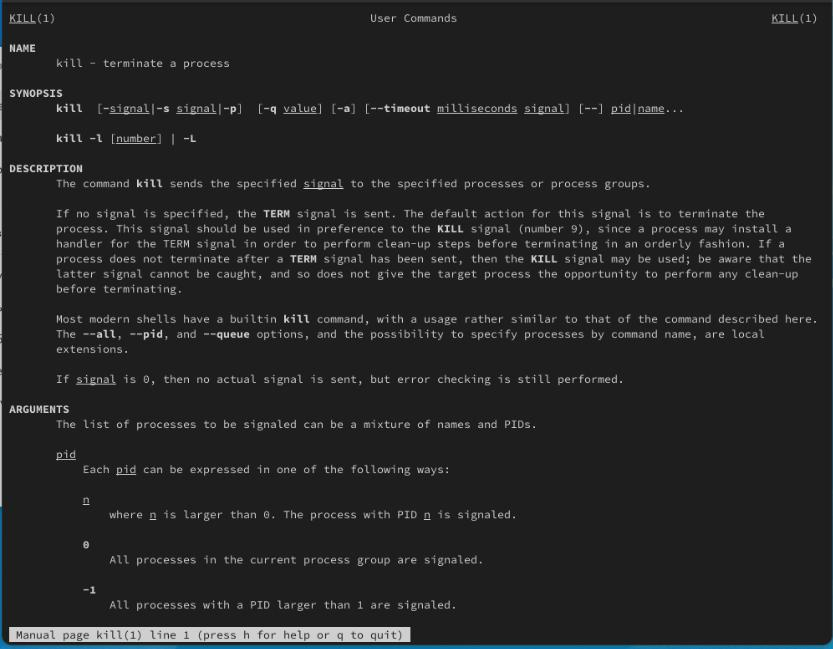 KILL(1) User Commands KILL(1)
NAME
kill - terminate a process
SYNOPSIS
kill [-signal|-s signal|-p] [-q value] [-a] [--timeout milliseconds signal] [--] pid|name...
kill -l [number] | -L
DESCRIPTION
The command kill sends the specified signal to the specified processes or process groups.
If no signal is specified, the TERM signal is sent. The default action for this signal is to terminate the
process. This signal should be used in preference to the KILL signal (number 9), since a process may install a
handler for the TERM signal in order to perform clean-up steps before terminating in an orderly fashion. If a
process does not terminate after a TERM signal has been sent, then the KILL signal may be used; be aware that the
latter signal cannot be caught, and so does not give the target process the opportunity to perform any clean-up
before terminating.
Most modern shells have a builtin kill command, with a usage rather similar to that of the command described here.
The --all, --pid, and --queue options, and the possibility to specify processes by command name, are local
extensions.
If signal is 0, then no actual signal is sent, but error checking is still performed.
ARGUMENTS
The list of processes to be signaled can be a mixture of names and PIDs.
pid
Each pid can be expressed in one of the following ways:
n
where n is larger than 0. The process with PID n is signaled.
0
All processes in the current process group are signaled.
-1
All processes with a PID larger than 1 are signaled.
Manual page kill(1) line 1 (press h for help or q to quit)